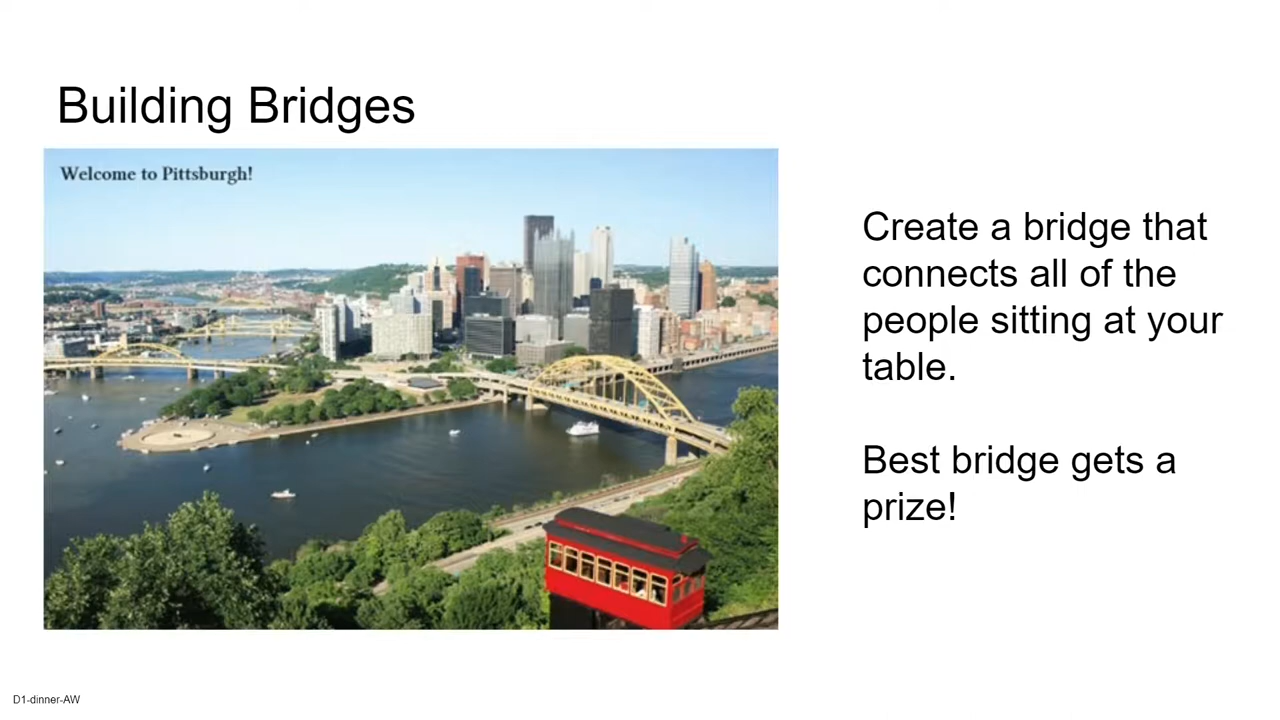 Building Bridges
Welcome to Pittsburgh!
Create a bridge that
connects all of the
people sitting at your
table.
Best bridge gets a
prize!
D1-dinner-AW